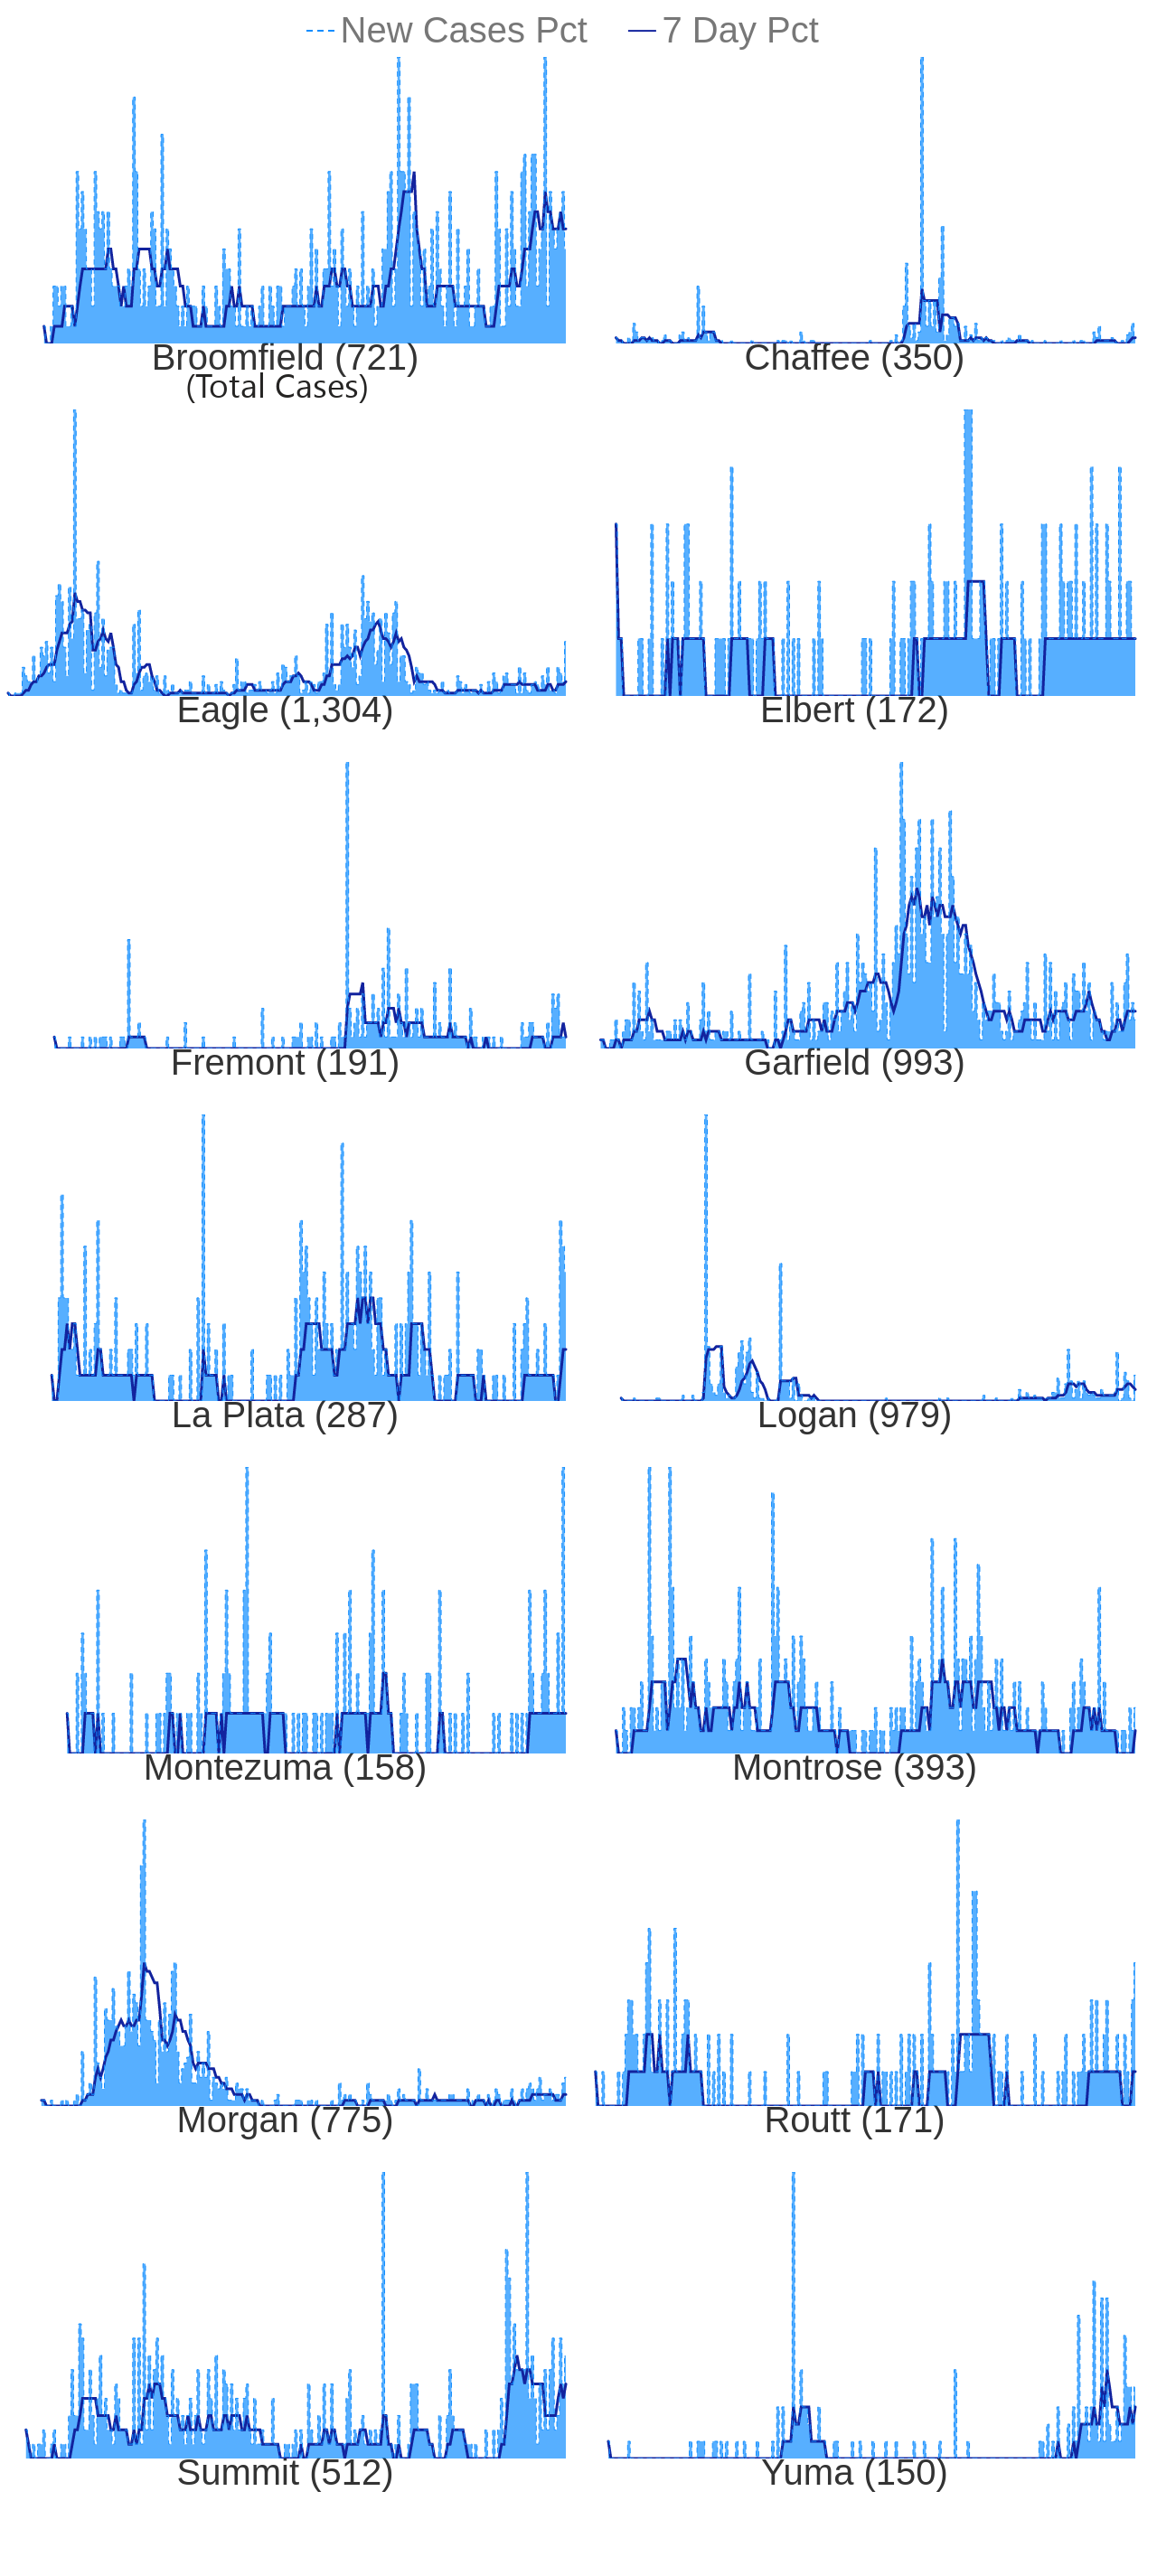 New Cases Pct 7 Day Pct
Broomfield (721) Chaffee (350)
(Total Cases)
Eagle (1,304) Elbert (172)
Fremont (191) Garfield (993)
La Plata (287) Logan (979)
Montezuma (158) Montrose (393)
Morgan (775) Routt (171)
Summit (512) Yuma (150)